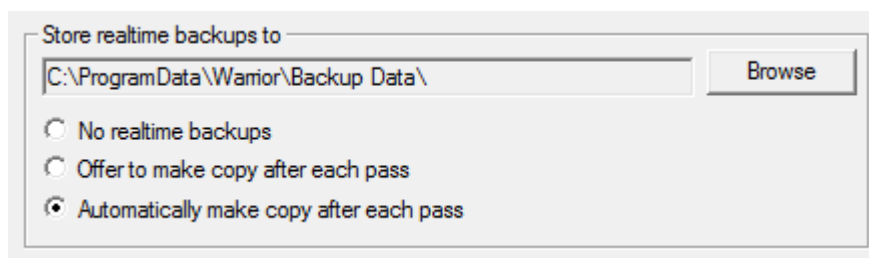 Store realtime backups to
C:\ProgramData\Warrior\Backup Data\
Browse
No realtime backups
Offer to make copy after each pass
Automatically make copy after each pass